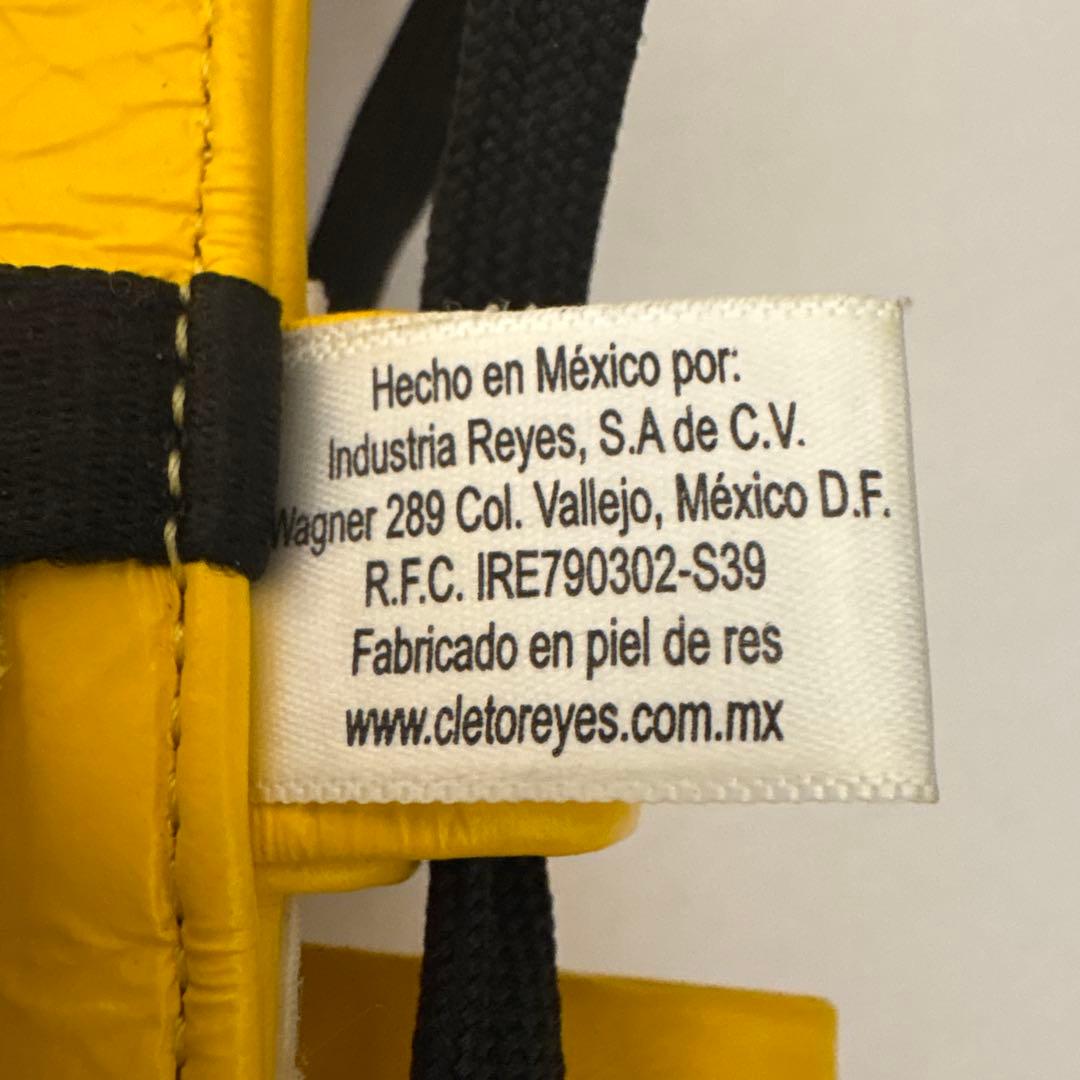 Hecho en México por:
Industria Reyes, S.A de C.V.
Wagner 289 Col. Vallejo, México D.F.
R.F.C. IRE790302-S39
Fabricado en piel de res
www.cletoreyes.com.mx